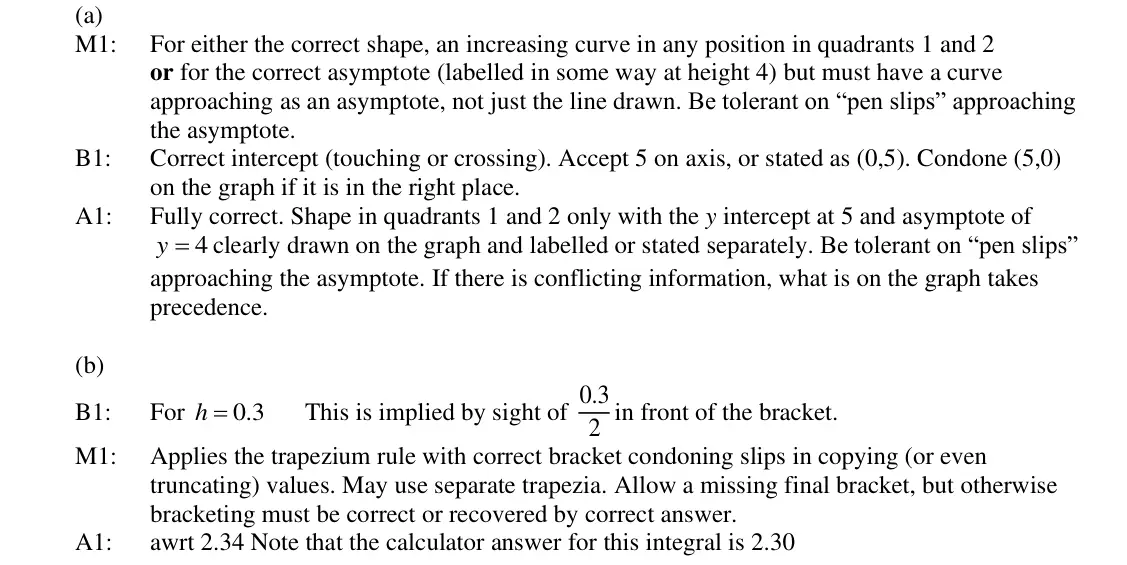 (a)
M1: For either the correct shape, an increasing curve in any position in quadrants 1 and 2
or for the correct asymptote (labelled in some way at height 4) but must have a curve
approaching as an asymptote, not just the line drawn. Be tolerant on “pen slips” approaching
the asymptote.
B1: Correct intercept (touching or crossing). Accept 5 on axis, or stated as (0,5). Condone (5,0)
on the graph if it is in the right place.
A1: Fully correct. Shape in quadrants 1 and 2 only with the y intercept at 5 and asymptote of
y = 4 clearly drawn on the graph and labelled or stated separately. Be tolerant on “pen slips”
approaching the asymptote. If there is conflicting information, what is on the graph takes
precedence.
(b)
B1: For h = 0.3 This is implied by sight of 0.3/2 in front of the bracket.
M1: Applies the trapezium rule with correct bracket condoning slips in copying (or even
truncating) values. May use separate trapezia. Allow a missing final bracket, but otherwise
bracketing must be correct or recovered by correct answer.
A1: awrt 2.34 Note that the calculator answer for this integral is 2.30